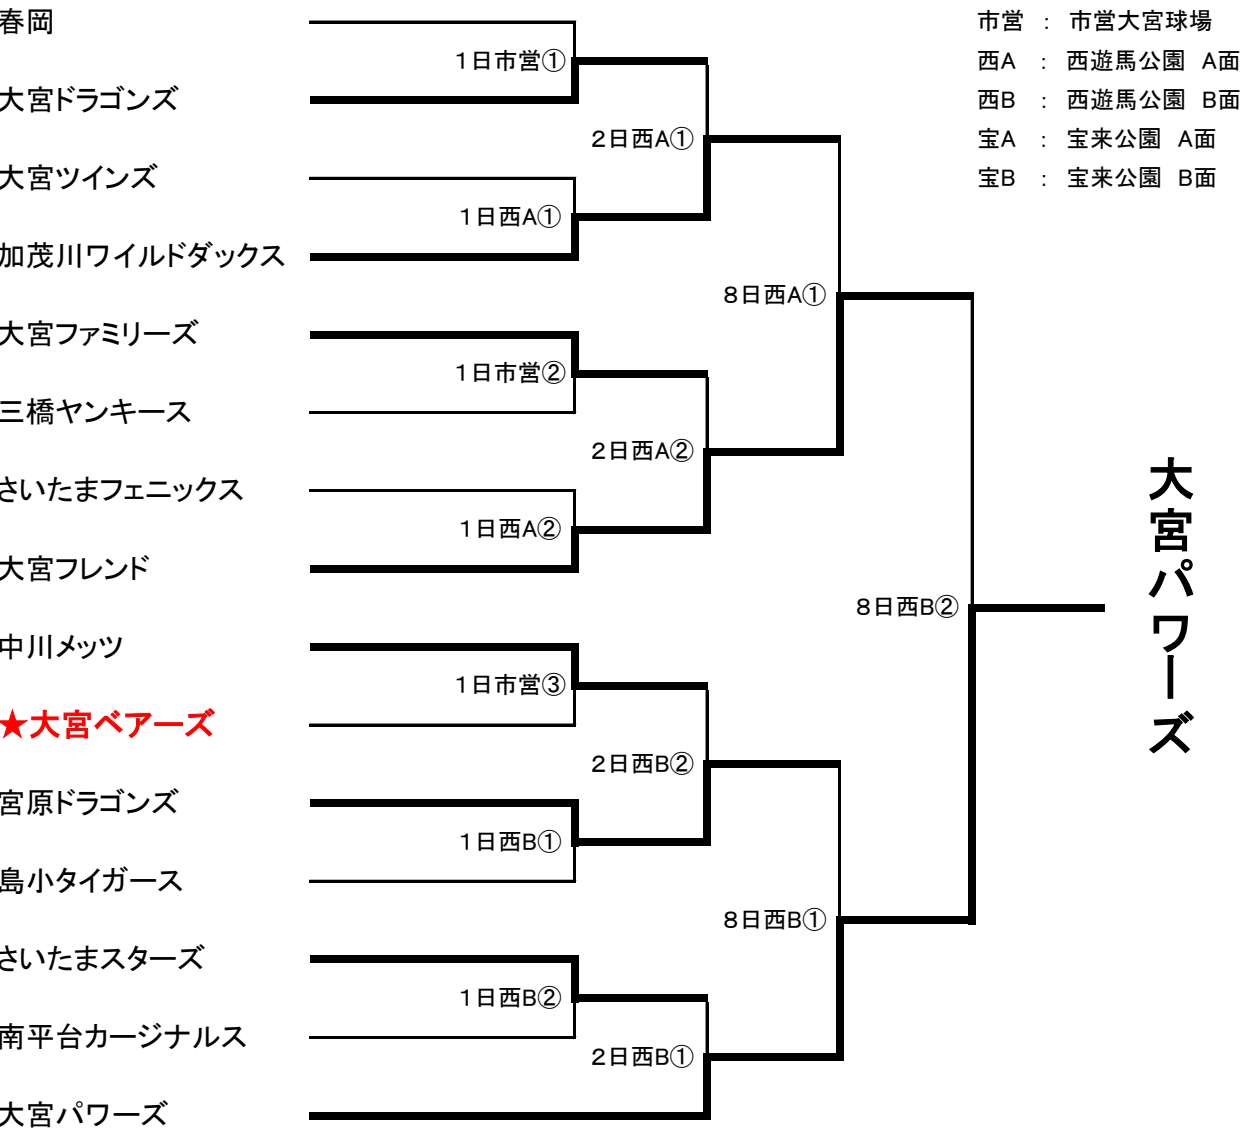 春岡
大宮ドラゴンズ
大宮ツインズ
加茂川ワイルドダックス
大宮ファミリーズ
三橋ヤンキース
さいたまフェニックス
大宮フレンド
中川メッツ
★大宮ベアーズ
宮原ドラゴンズ
島小タイガース
さいたまスターズ
南平台カージナルス
大宮パワーズ
1日市営①
1日西A①
1日市営②
1日西A②
1日市営③
1日西B①
1日西B②
2日西A①
2日西A②
2日西B②
2日西B①
8日西A①
8日西B①
8日西B②
大宮パワーズ
市営 : 市営大宮球場
西A : 西遊馬公園 A面
西B : 西遊馬公園 B面
宝A : 宝来公園 A面
宝B : 宝来公園 B面